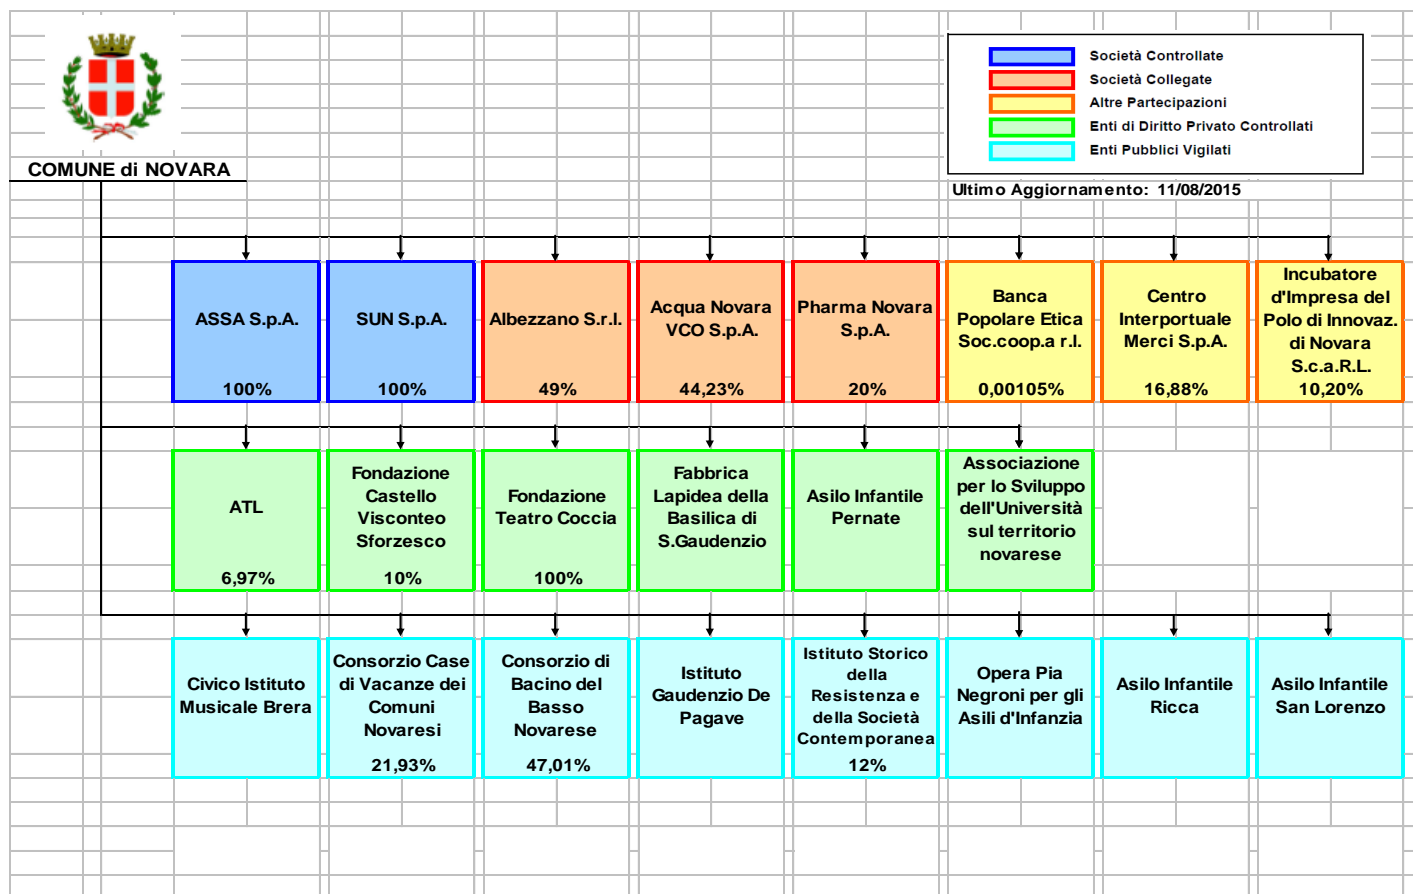 COMUNE di NOVARA
Società Controllate
Società Collegate
Altre Partecipazioni
Enti di Diritto Privato Controllati
Enti Pubblici Vigilati
Ultimo Aggiornamento: 11/08/2015
ASSA S.p.A.
100%
SUN S.p.A.
100%
Albezzano S.r.l.
49%
Acqua Novara
VCO S.p.A.
44,23%
Pharma Novara
S.p.A.
20%
Banca
Popolare Etica
Soc.coop.a r.l.
0,00105%
Centro
Interportuale
Merci S.p.A.
16,88%
Incubatore
d'Impresa del
Polo di Innovaz.
di Novara
S.c.a.R.L.
10,20%
ATL
6,97%
Fondazione
Castello
Visconteo
Sforzesco
10%
Fondazione
Teatro Coccia
100%
Fabbrica
Lapidea della
Basilica di
S.Gaudenzio
Asilo Infantile
Pernate
Associazione
per lo Sviluppo
dell'Università
sul territorio
novarese
Civico Istituto
Musicale Brera
Consorzio Case
di Vacanze dei
Comuni
Novaresi
21,93%
Consorzio di
Bacino del
Basso
Novarese
47,01%
Istituto
Gaudenzio De
Pagave
Istituto Storico
della
Resistenza e
della Società
Contemporanea
12%
Opera Pia
Negroni per gli
Asili d'Infanzia
Asilo Infantile
Ricca
Asilo Infantile
San Lorenzo